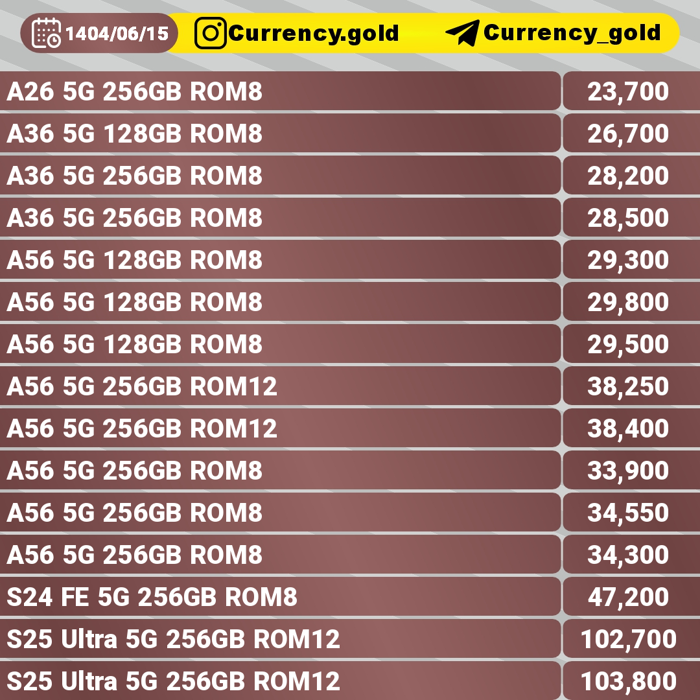 1404/06/15 Currency.gold Currency_gold
A26 5G 256GB ROM8 23,700
A36 5G 128GB ROM8 26,700
A36 5G 256GB ROM8 28,200
A36 5G 256GB ROM8 28,500
A56 5G 128GB ROM8 29,300
A56 5G 128GB ROM8 29,800
A56 5G 128GB ROM8 29,500
A56 5G 256GB ROM12 38,250
A56 5G 256GB ROM12 38,400
A56 5G 256GB ROM8 33,900
A56 5G 256GB ROM8 34,550
A56 5G 256GB ROM8 34,300
S24 FE 5G 256GB ROM8 47,200
S25 Ultra 5G 256GB ROM12 102,700
S25 Ultra 5G 256GB ROM12 103,800